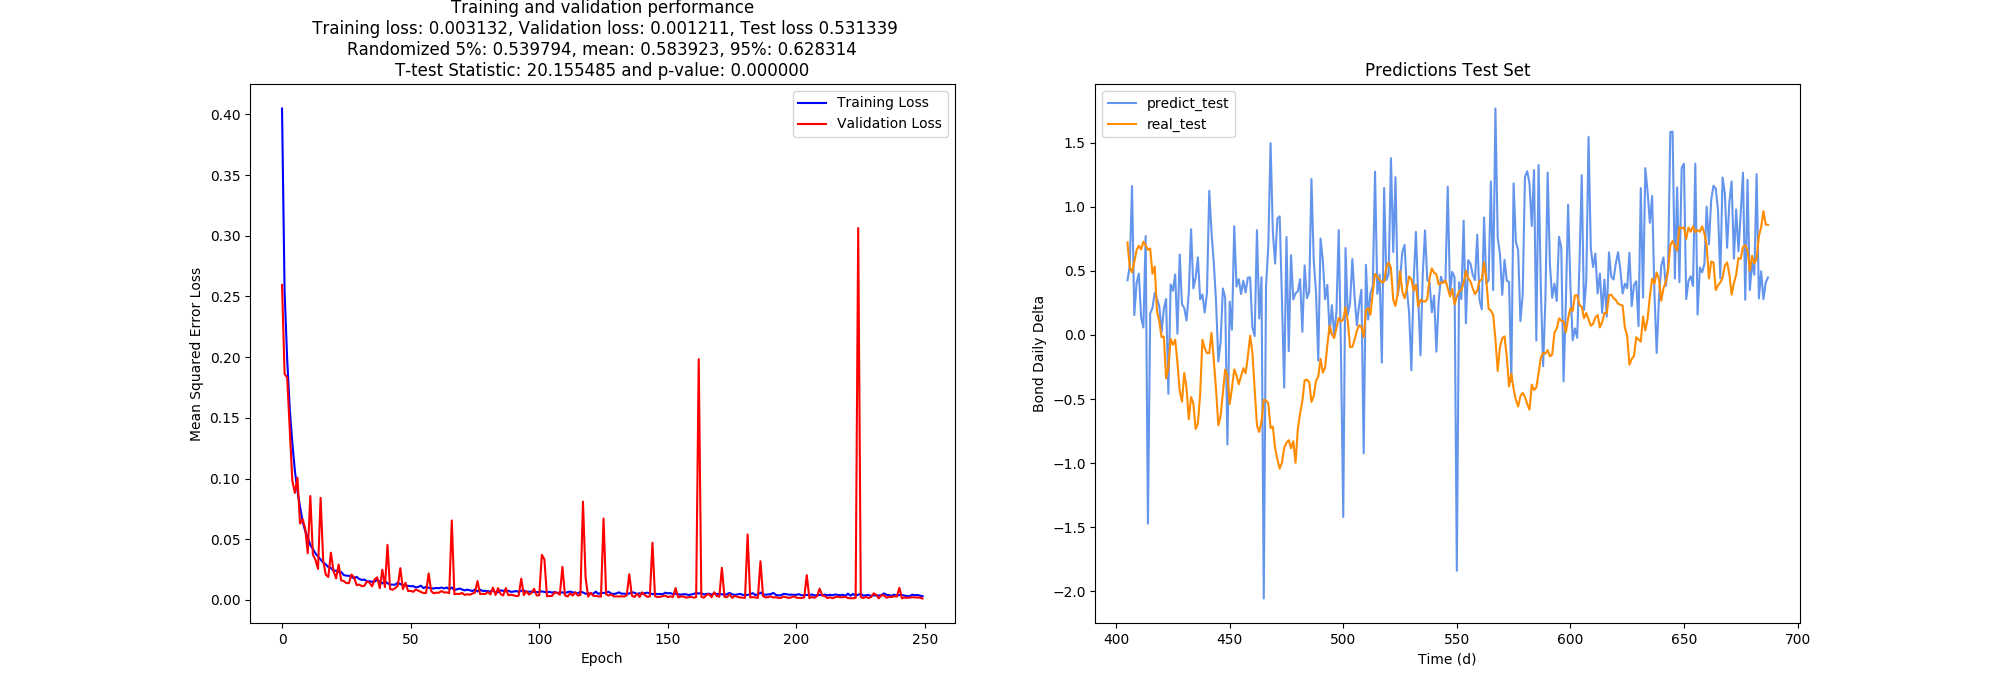 Training and validation performance
Training loss: 0.003132, Validation loss: 0.001211, Test loss 0.531339
Randomized 5%: 0.539794, mean: 0.583923, 95%: 0.628314
T-test Statistic: 20.155485 and p-value: 0.000000
Training Loss
Validation Loss
0.40
0.35
0.30
0.25
0.20
0.15
0.10
0.05
0.00
Mean Squared Error Loss
0
50
100
150
200
250
Epoch
Predictions Test Set
predict_test
real_test
1.5
1.0
0.5
0.0
−0.5
−1.0
−1.5
−2.0
Bond Daily Delta
400
450
500
550
600
650
700
Time (d)